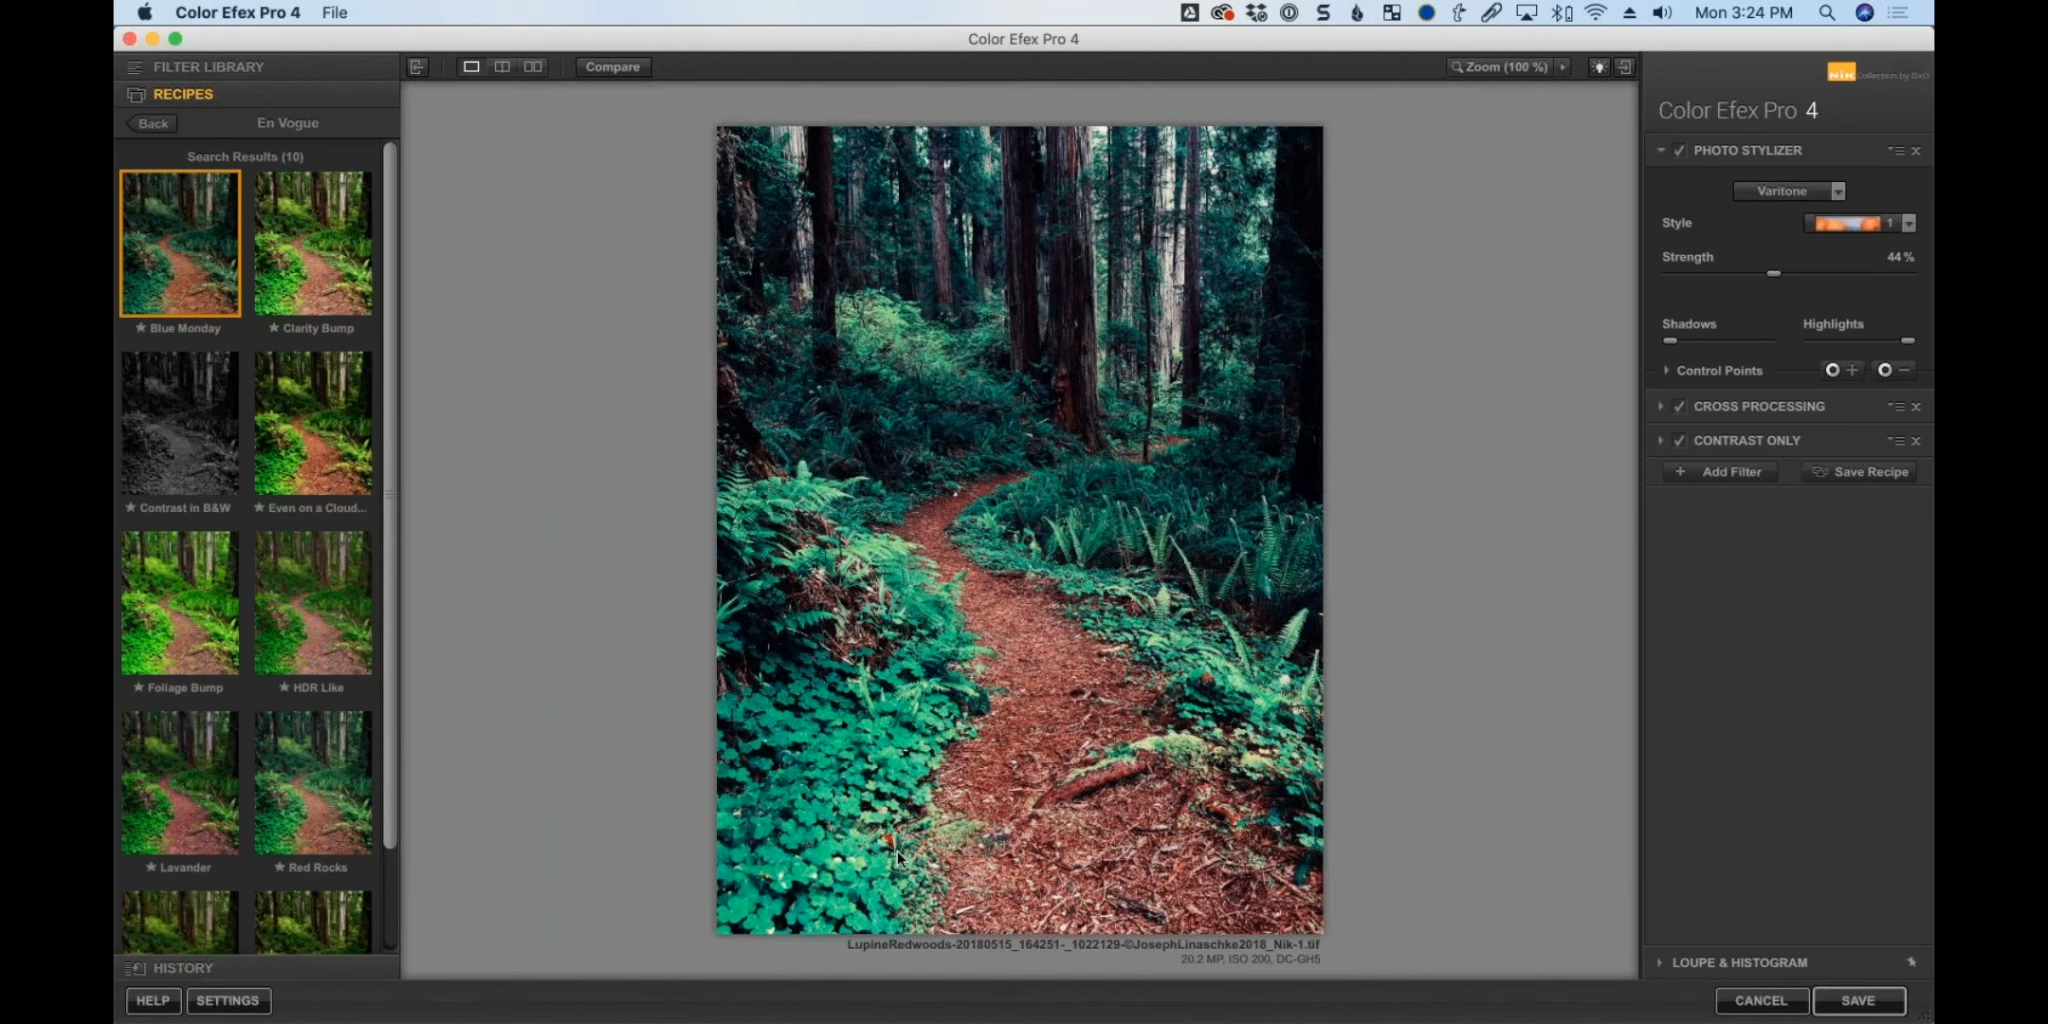 Color Efex Pro 4 File
Mon 3:24 PM
Color Efex Pro 4
FILTER LIBRARY
Compare
Zoom (100 %)
RECIPES
Back
En Vogue
Search Results (10)
★ Blue Monday
★ Clarity Bump
★ Contrast in B&W
★ Even on a Cloud...
★ Foliage Bump
★ HDR Like
★ Lavander
★ Red Rocks
HISTORY
HELP
SETTINGS
LupineRedwoods-20180515_164251-_1022129-©JosephLinaschke2018_Nik-1.tif
20.2 MP, ISO 200, DC-GH5
Nik Collection by DxO
Color Efex Pro 4
PHOTO STYLIZER
Varitone
Style 1
Strength 44 %
Shadows Highlights
Control Points
CROSS PROCESSING
CONTRAST ONLY
+ Add Filter Save Recipe
LOUPE & HISTOGRAM
CANCEL SAVE